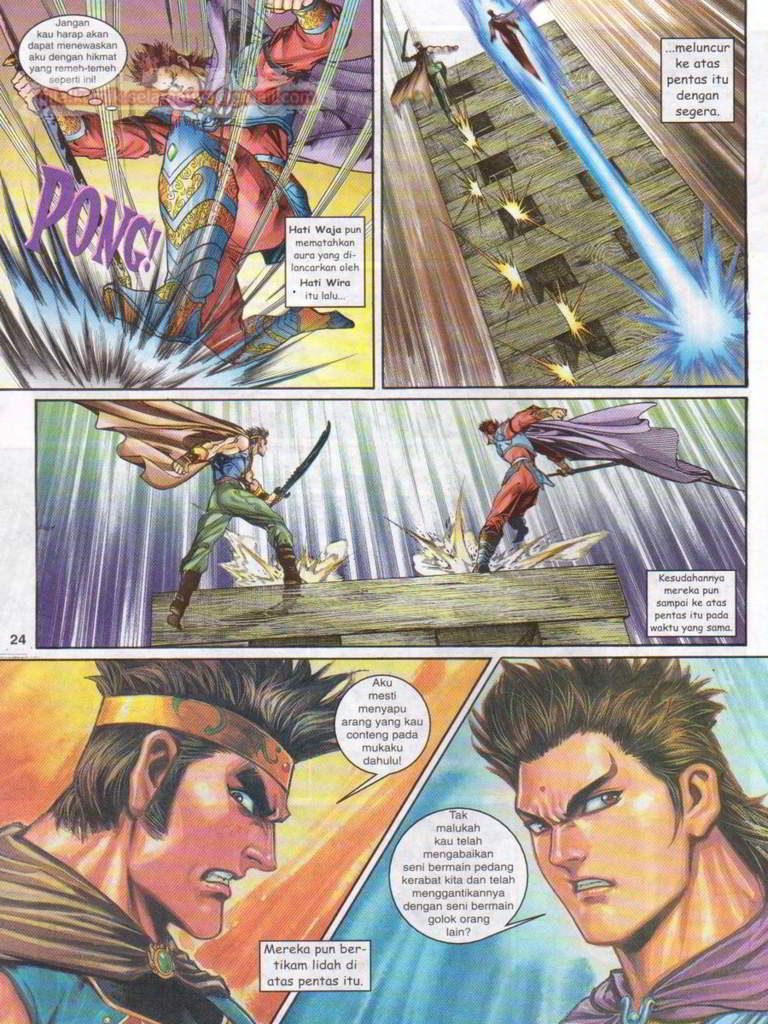 Jangan
kau harap akan
dapat menewaskan
aku dengan hikmat
yang remeh-temeh
seperti ini!
PONG!
Hati Waja pun
mematahkan
aura yang di-
lancarkan oleh
Hati Wira
itu lalu...
...meluncur
ke atas
pentas itu
dengan
segera.
Kesudahannya
mereka pun
sampai ke atas
pentas itu pada
waktu yang sama.
24
Aku
mesti
menyapu
arang yang kau
conteng pada
mukaku
dahulu!
Tak
malukah
kau telah
mengabaikan
seni bermain pedang
kerabat kita dan telah
menggantikannya
dengan seni bermain
golok orang
lain?
Mereka pun ber-
tikam lidah di
atas pentas itu.